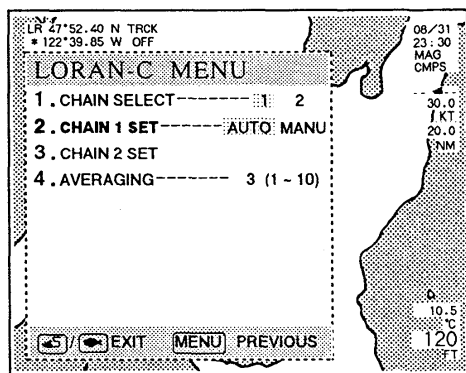 LR 47°52.40 N TRCK
* 122°39.85 W OFF
LORAN-C MENU
1. CHAIN SELECT------- 1 2
2. CHAIN 1 SET------ AUTO MANU
3. CHAIN 2 SET
4. AVERAGING------- 3 (1 ~ 10)
EXIT MENU PREVIOUS
08/31
23:30
MAG
CMPS
30.0
KT
20.0
NM
10.5
°C
120
FT